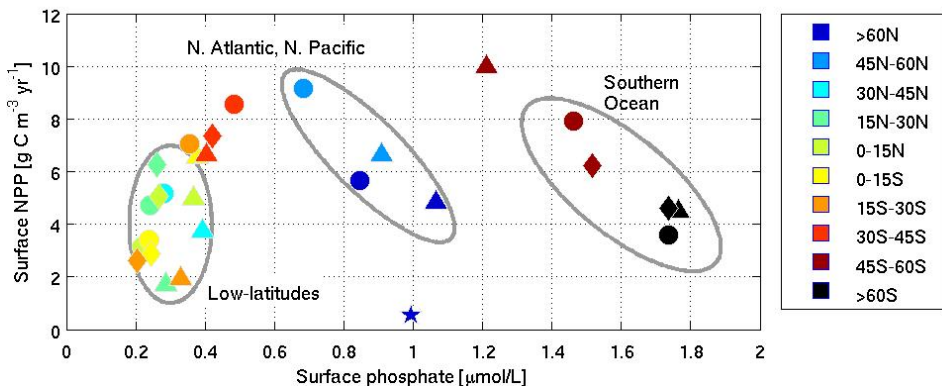 12
10
8
6
4
2
0
Surface NPP [g C m⁻³ yr⁻¹]
N. Atlantic, N. Pacific
Southern
Ocean
Low-latitudes
0 0.2 0.4 0.6 0.8 1 1.2 1.4 1.6 1.8 2
Surface phosphate [μmol/L]
>60N
45N-60N
30N-45N
15N-30N
0-15N
0-15S
15S-30S
30S-45S
45S-60S
>60S